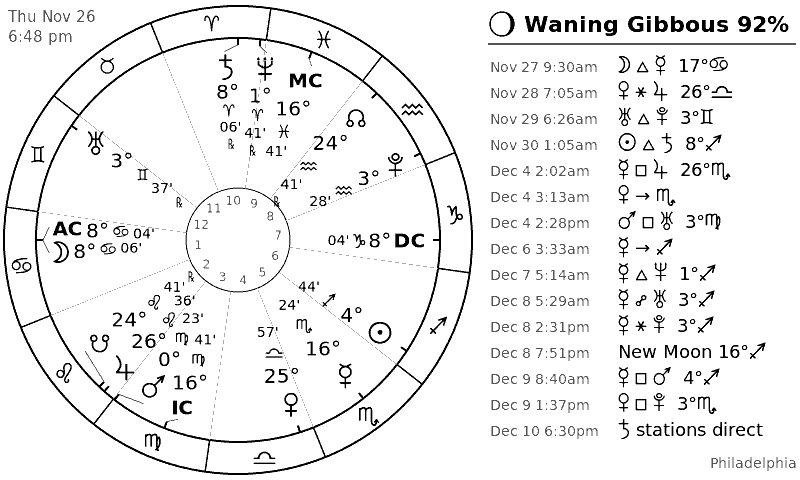 Thu Nov 26
6:48 pm
☽ Waning Gibbous 92%
Nov 27 9:30am ☽ △ ☿ 17°♋
Nov 28 7:05am ♀ ⚹ ♃ 26°♎
Nov 29 6:26am ♅ △ ♇ 3°♊
Nov 30 1:05am ☉ △ ♄ 8°♐
Dec 4 2:02am ☿ □ ♃ 26°♏
Dec 4 3:13am ♀ → ♏
Dec 4 2:28pm ♂ □ ♅ 3°♍
Dec 6 3:33am ☿ → ♐
Dec 7 5:14am ☿ △ ♆ 1°♐
Dec 8 5:29am ☿ ☍ ♅ 3°♐
Dec 8 2:31pm ☿ ⚹ ♇ 3°♐
Dec 8 7:51pm New Moon 16°♐
Dec 9 8:40am ☿ □ ♂ 4°♐
Dec 9 1:37pm ♀ □ ♇ 3°♏
Dec 10 6:30pm ♄ stations direct
Philadelphia
♈ ♓ ♒ ♑ ♐ ♏ ♎ ♍ ♌ ♋ ♊ ♉
♄ 8° ♈ 06' ℞
♆ 1° ♈ 41' ℞
MC 16° ♓ 41'
☊ 24° ♒ 41' ℞
♇ 3° ♒ 28'
DC 8° ♑ 04'
☉ 4° ♐ 44'
☿ 16° ♏ 24'
♀ 25° ♎ 57'
IC 16° ♍ 41'
♂ 0° ♍ 23'
♃ 26° ♌ 36'
☋ 24° ♌ 41' ℞
☽ 8° ♋ 06'
AC 8° ♋ 04'
♅ 3° ♊ 37' ℞
1 2 3 4 5 6 7 8 9 10 11 12